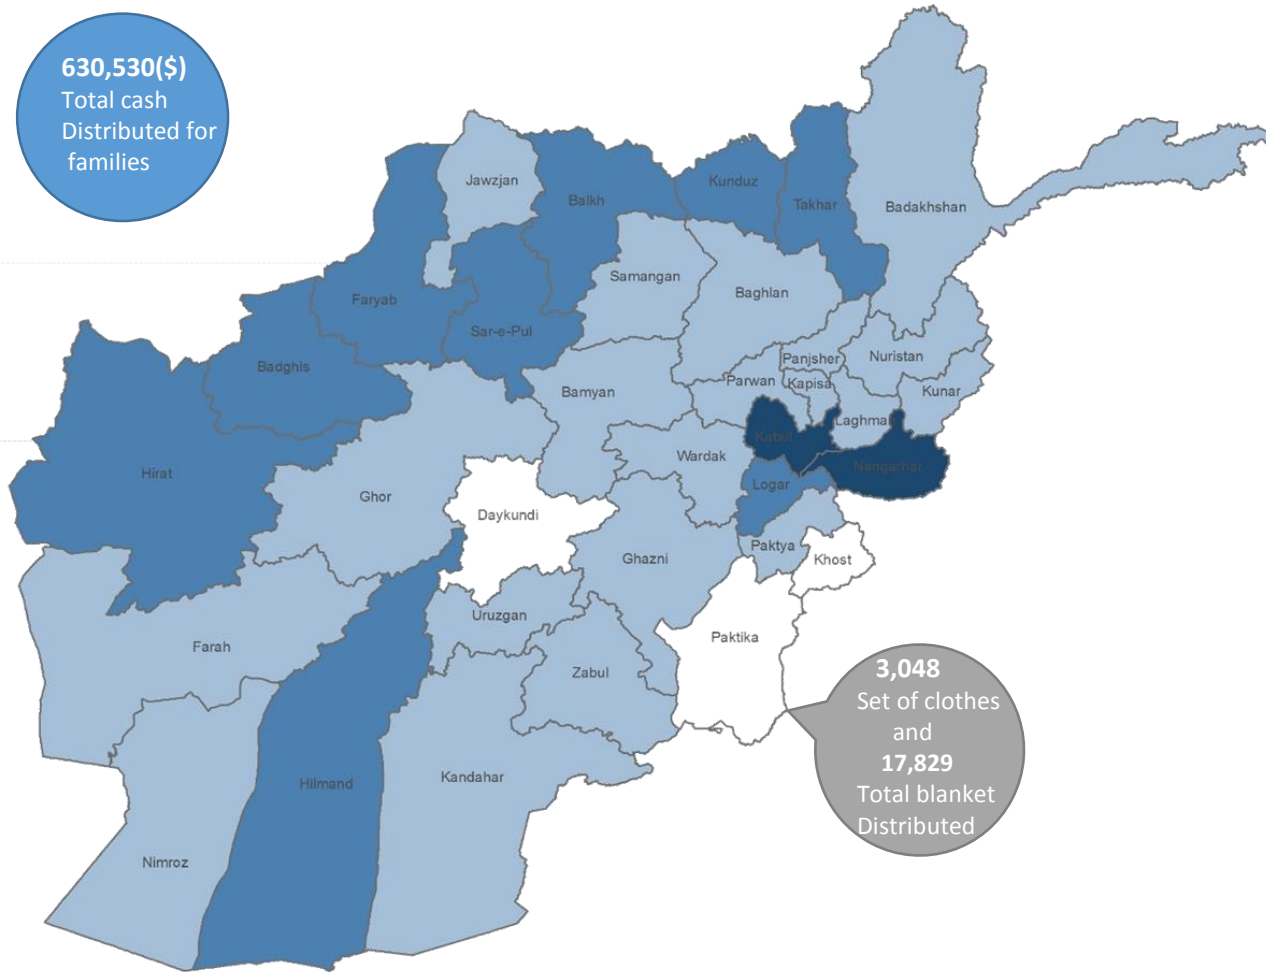 630,530($)
Total cash
Distributed for
families
Jawzjan
Balkh
Kunduz
Takhar
Badakhshan
Samangan
Baghlan
Faryab
Sar-e-Pul
Badghis
Panjsher
Nuristan
Parwan
Kapisa
Kunar
Bamyan
Laghman
Kabul
Wardak
Nangarhar
Hirat
Logar
Ghor
Daykundi
Paktya
Khost
Ghazni
Uruzgan
Paktika
Farah
Zabul
3,048
Set of clothes
and
17,829
Total blanket
Distributed
Hilmand
Kandahar
Nimroz